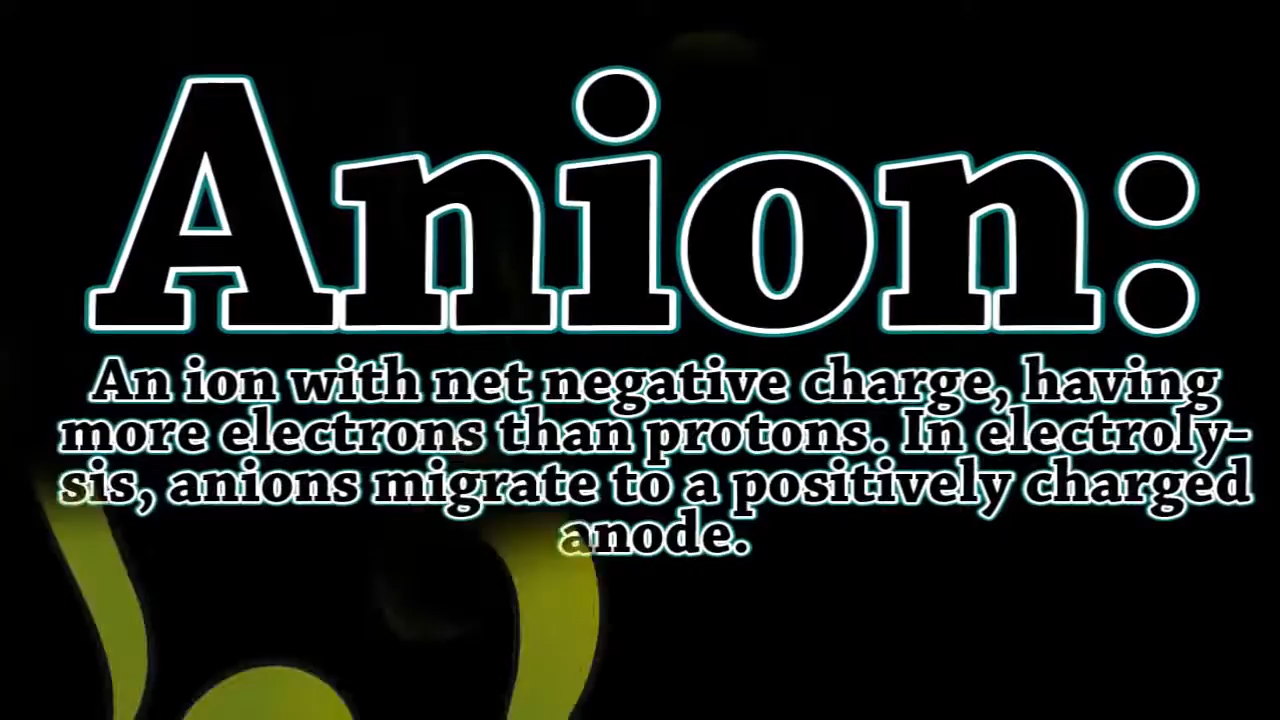 Anion:
An ion with net negative charge, having
more electrons than protons. In electroly-
sis, anions migrate to a positively charged
anode.